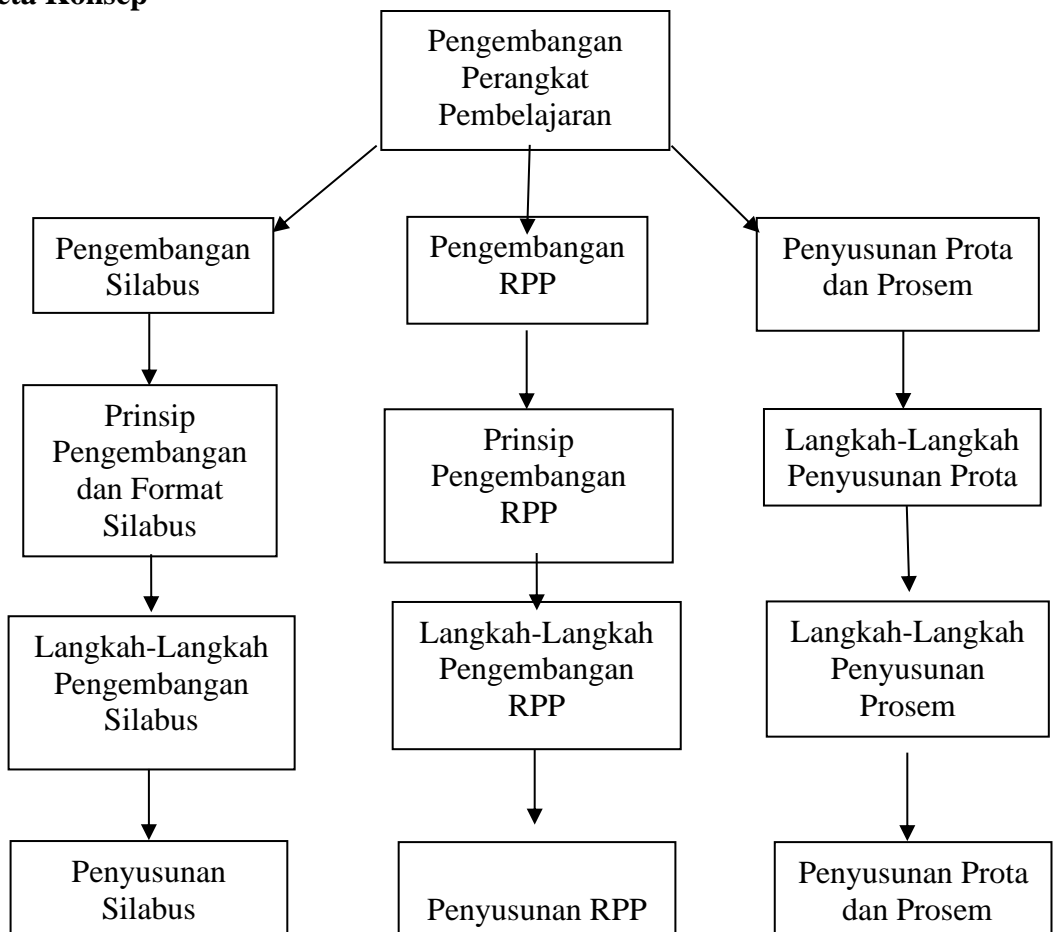 Konsep
Pengembangan
Perangkat
Pembelajaran
Pengembangan
Silabus
Pengembangan
RPP
Penyusunan Prota
dan Prosem
Prinsip
Pengembangan
dan Format
Silabus
Prinsip
Pengembangan
RPP
Langkah-Langkah
Penyusunan Prota
Langkah-Langkah
Pengembangan
Silabus
Langkah-Langkah
Pengembangan
RPP
Langkah-Langkah
Penyusunan
Prosem
Penyusunan
Silabus
Penyusunan RPP
Penyusunan Prota
dan Prosem